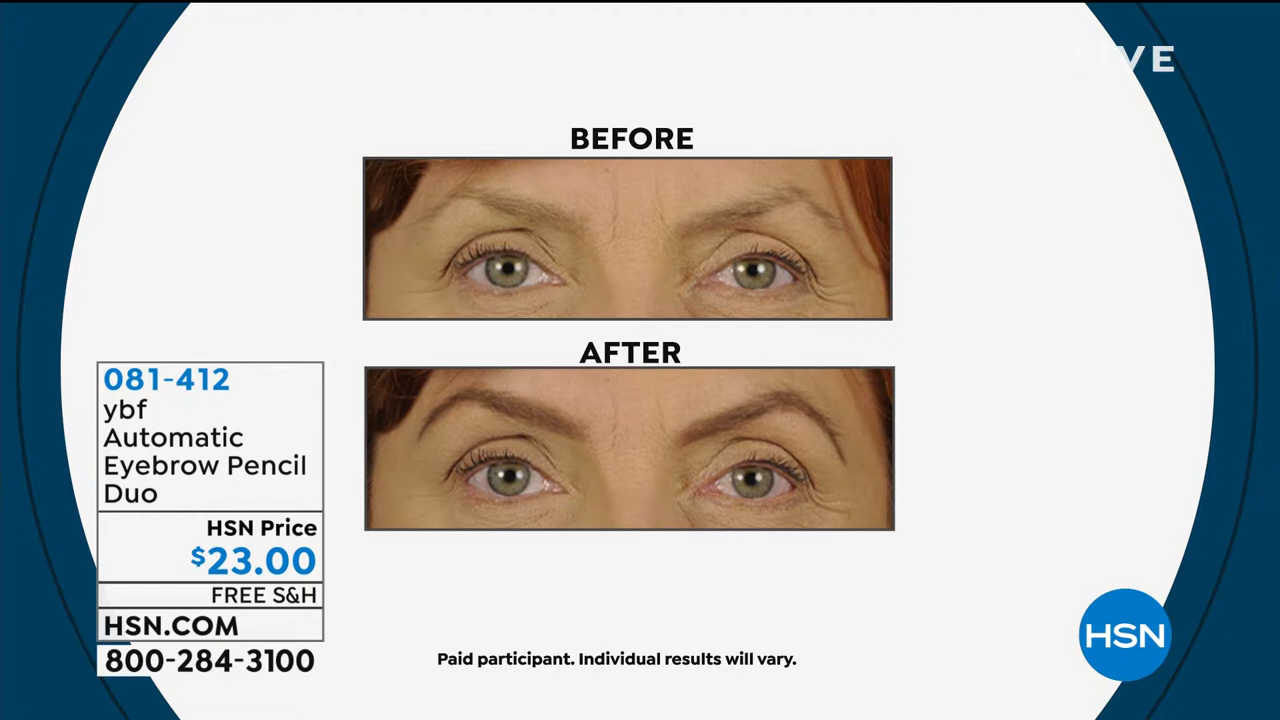 BEFORE
AFTER
081-412
ybf
Automatic
Eyebrow Pencil
Duo
HSN Price
$23.00
FREE S&H
HSN.COM
800-284-3100
Paid participant. Individual results will vary.
HSN